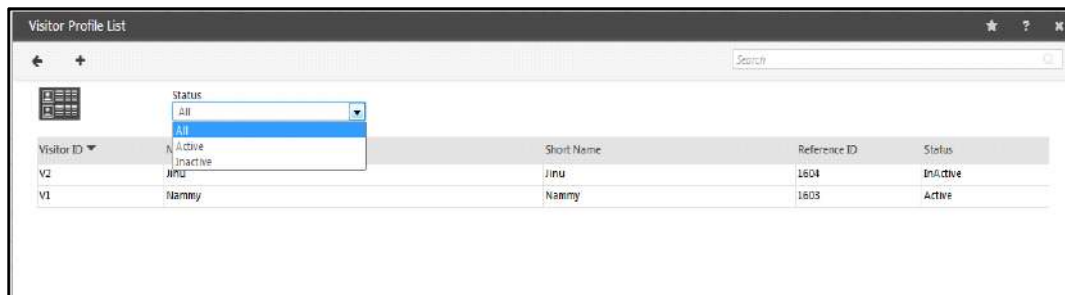 Visitor Profile List
Search
Status
All
All
Active
Inactive
Visitor ID N Short Name Reference ID Status
V2 Jinu Jinu 1604 InActive
V1 Nammy Nammy 1603 Active